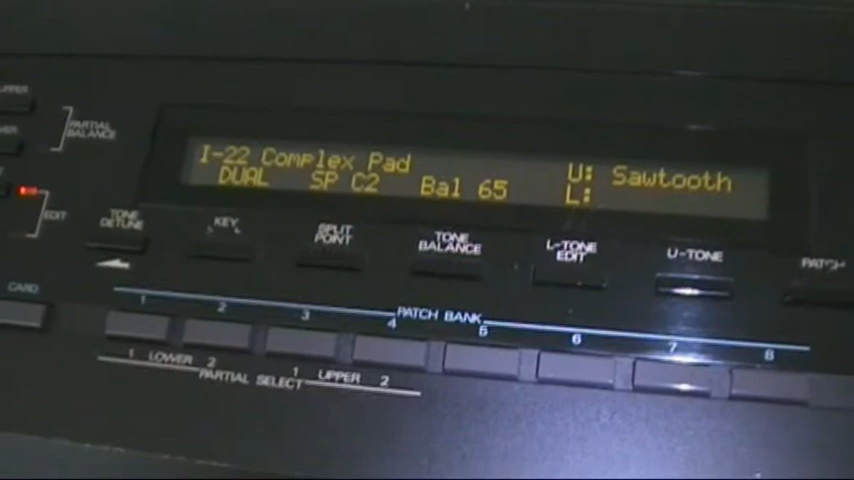 UPPER
PARTIAL
BALANCE
I-22 Complex Pad U: Sawtooth
DUAL SP C2 Bal 65 L:
EDIT
TONE
DETUNE
KEY
SPLIT
POINT
TONE
BALANCE
L-TONE
EDIT
U-TONE
PATCH
CARD
PATCH BANK
1 2 3 4 5 6 7 8
1 LOWER 2 1 UPPER 2
PARTIAL SELECT